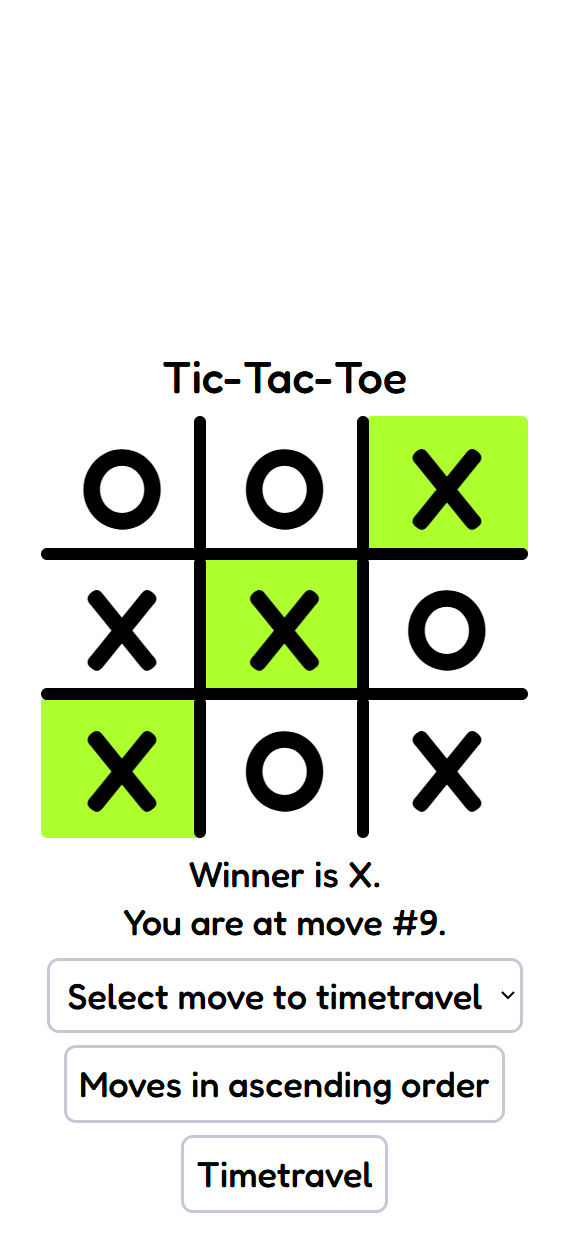 Tic-Tac-Toe
O O X
X X O
X O X
Winner is X.
You are at move #9.
Select move to timetravel
Moves in ascending order
Timetravel